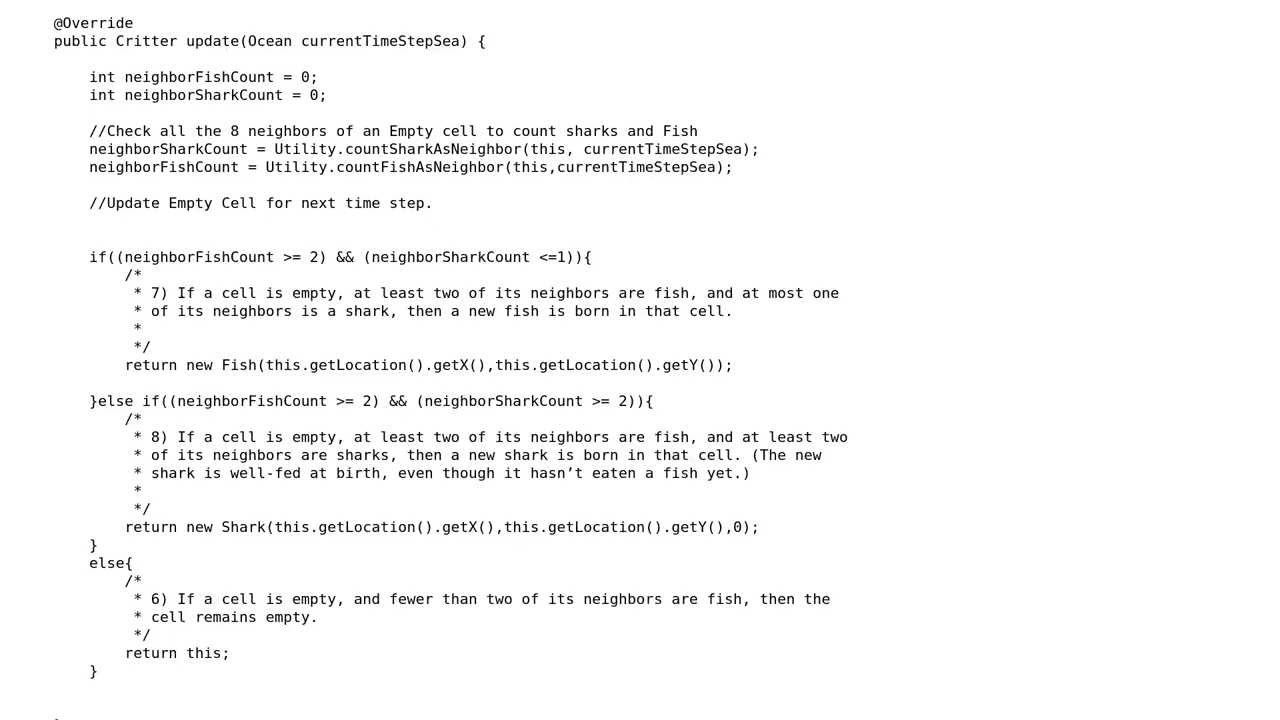 @Override
public Critter update(Ocean currentTimeStepSea) {
int neighborFishCount = 0;
int neighborSharkCount = 0;
//Check all the 8 neighbors of an Empty cell to count sharks and Fish
neighborSharkCount = Utility.countSharkAsNeighbor(this, currentTimeStepSea);
neighborFishCount = Utility.countFishAsNeighbor(this,currentTimeStepSea);
//Update Empty Cell for next time step.
if((neighborFishCount >= 2) && (neighborSharkCount <=1)){
/*
* 7) If a cell is empty, at least two of its neighbors are fish, and at most one
* of its neighbors is a shark, then a new fish is born in that cell.
*
*/
return new Fish(this.getLocation().getX(),this.getLocation().getY());
}else if((neighborFishCount >= 2) && (neighborSharkCount >= 2)){
/*
* 8) If a cell is empty, at least two of its neighbors are fish, and at least two
* of its neighbors are sharks, then a new shark is born in that cell. (The new
* shark is well-fed at birth, even though it hasn’t eaten a fish yet.)
*
*/
return new Shark(this.getLocation().getX(),this.getLocation().getY(),0);
}
else{
/*
* 6) If a cell is empty, and fewer than two of its neighbors are fish, then the
* cell remains empty.
*/
return this;
}